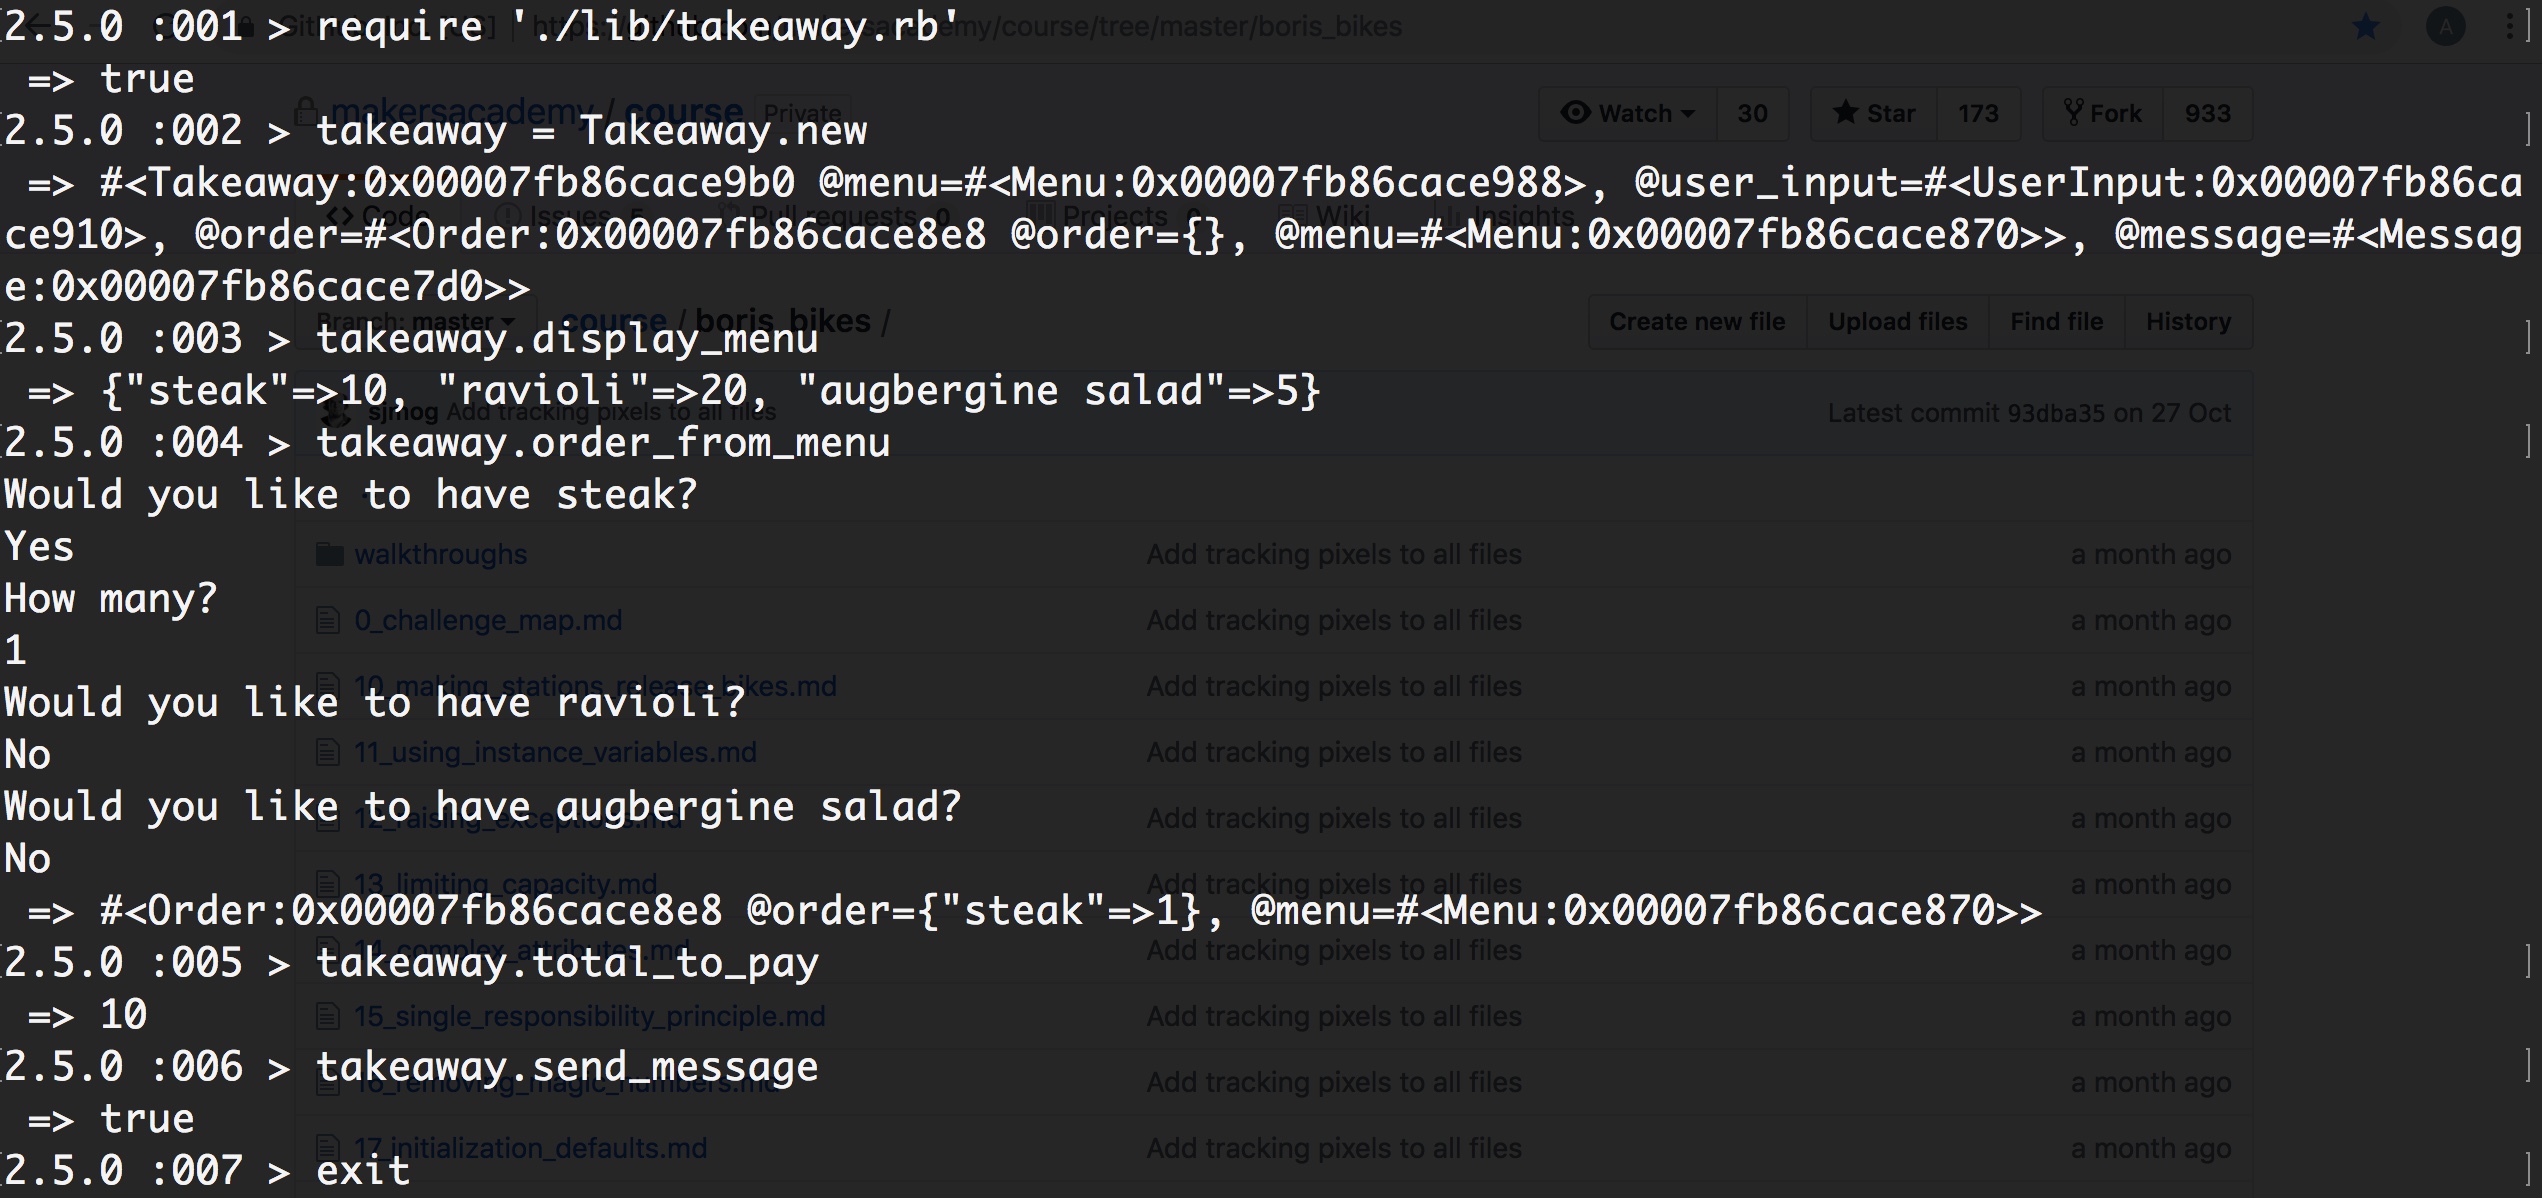 2.5.0 :001 > require './lib/takeaway.rb'
 => true
2.5.0 :002 > takeaway = Takeaway.new
 => #<Takeaway:0x00007fb86cace9b0 @menu=#<Menu:0x00007fb86cace988>, @user_input=#<UserInput:0x00007fb86ca
ce910>, @order=#<Order:0x00007fb86cace8e8 @order={}, @menu=#<Menu:0x00007fb86cace870>>, @message=#<Messag
e:0x00007fb86cace7d0>>
2.5.0 :003 > takeaway.display_menu
 => {"steak"=>10, "ravioli"=>20, "augbergine salad"=>5}
2.5.0 :004 > takeaway.order_from_menu
Would you like to have steak?
Yes
How many?
1
Would you like to have ravioli?
No
Would you like to have augbergine salad?
No
 => #<Order:0x00007fb86cace8e8 @order={"steak"=>1}, @menu=#<Menu:0x00007fb86cace870>>
2.5.0 :005 > takeaway.total_to_pay
 => 10
2.5.0 :006 > takeaway.send_message
 => true
2.5.0 :007 > exit
makersacademy/course/tree/master/boris_bikes
A
makersacademy / course Private
Watch 30
Star 173
Fork 933
Code
Issues 5
Pull requests 0
Projects 0
Wiki
Insights
Branch: master
course / boris_bikes /
Create new file
Upload files
Find file
History
sjmog Add tracking pixels to all files
Latest commit 93dba35 on 27 Oct
walkthroughs Add tracking pixels to all files a month ago
0_challenge_map.md Add tracking pixels to all files a month ago
10_making_stations_release_bikes.md Add tracking pixels to all files a month ago
11_using_instance_variables.md Add tracking pixels to all files a month ago
12_raising_exceptions.md Add tracking pixels to all files a month ago
13_limiting_capacity.md Add tracking pixels to all files a month ago
14_complex_attributes.md Add tracking pixels to all files a month ago
15_single_responsibility_principle.md Add tracking pixels to all files a month ago
16_removing_magic_numbers.md Add tracking pixels to all files a month ago
17_initialization_defaults.md Add tracking pixels to all files a month ago